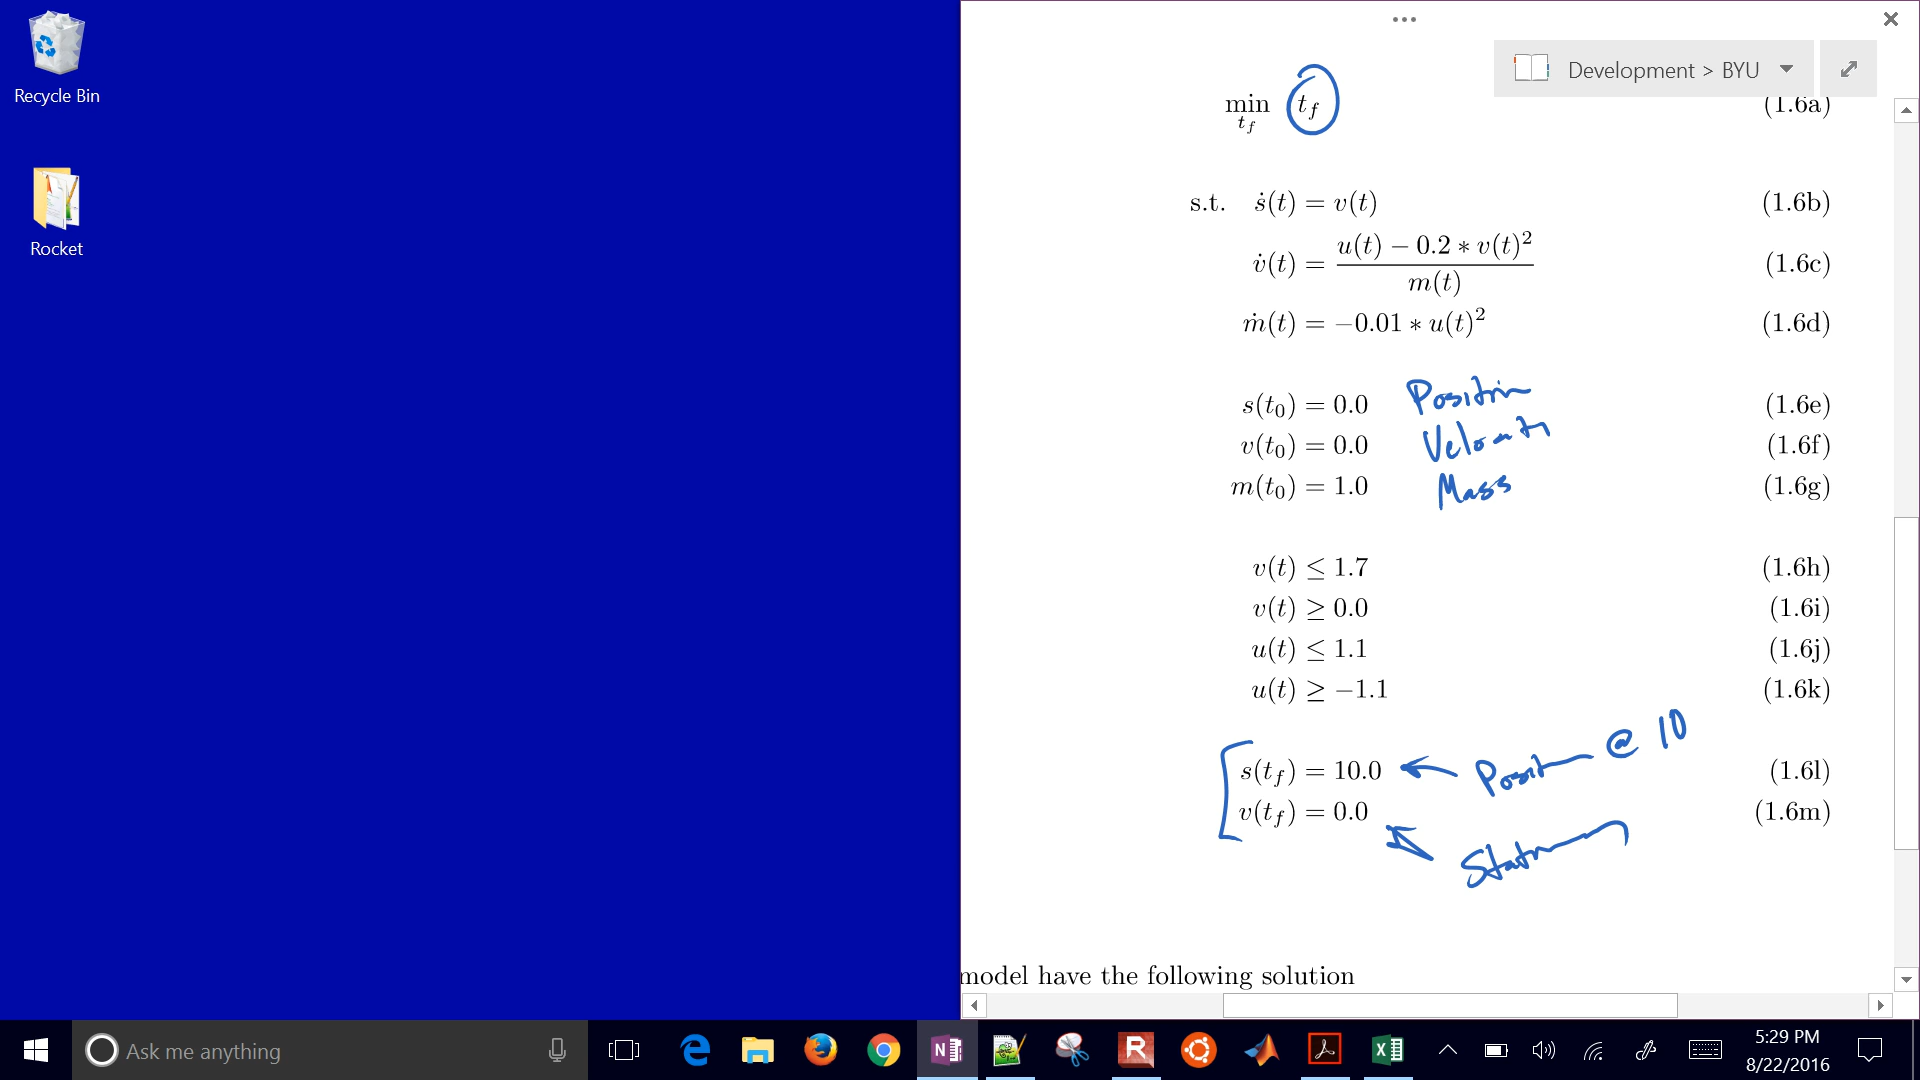 Recycle Bin
Rocket
Development > BYU
min t_f t_f (1.6a)
s.t. ṡ(t) = v(t) (1.6b)
v̇(t) = (u(t) − 0.2 ∗ v(t)²) / m(t) (1.6c)
ṁ(t) = −0.01 ∗ u(t)² (1.6d)
s(t₀) = 0.0 Position (1.6e)
v(t₀) = 0.0 Velocity (1.6f)
m(t₀) = 1.0 Mass (1.6g)
v(t) ≤ 1.7 (1.6h)
v(t) ≥ 0.0 (1.6i)
u(t) ≤ 1.1 (1.6j)
u(t) ≥ −1.1 (1.6k)
s(t_f) = 10.0 Position @ 10 (1.6l)
v(t_f) = 0.0 (1.6m)
Stationary
model have the following solution
Ask me anything
5:29 PM
8/22/2016